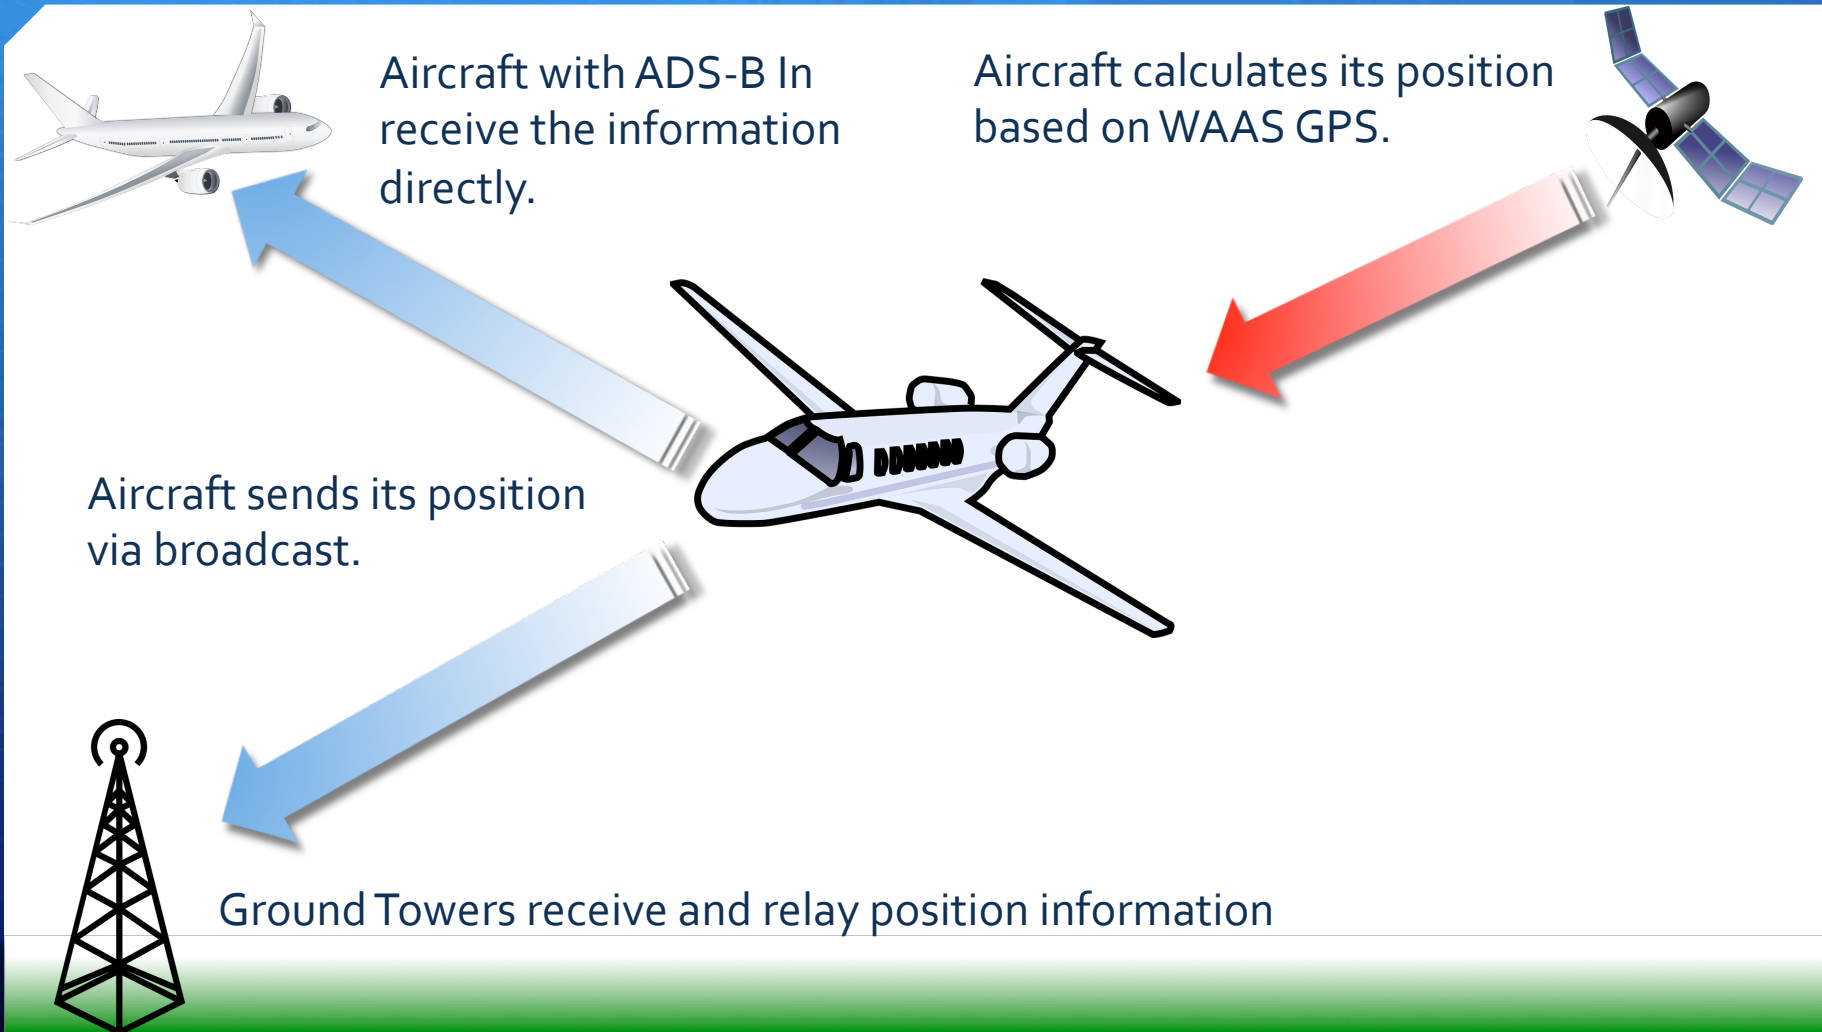 Aircraft with ADS-B In
receive the information
directly.
Aircraft calculates its position
based on WAAS GPS.
Aircraft sends its position
via broadcast.
Ground Towers receive and relay position information